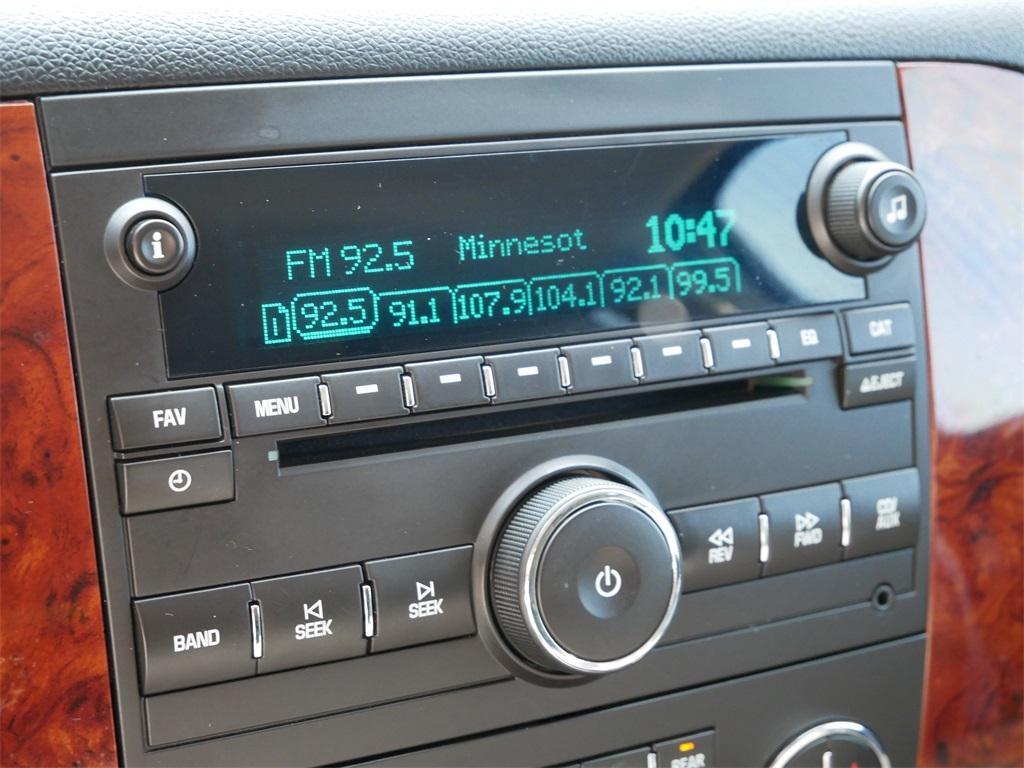 FM 92.5 Minnesot 10:47
92.5 91.1 107.9 104.1 92.1 99.5
i
MENU EQ CAT
FAV EJECT
REV FWD CD/AUX
BAND SEEK SEEK
REAR